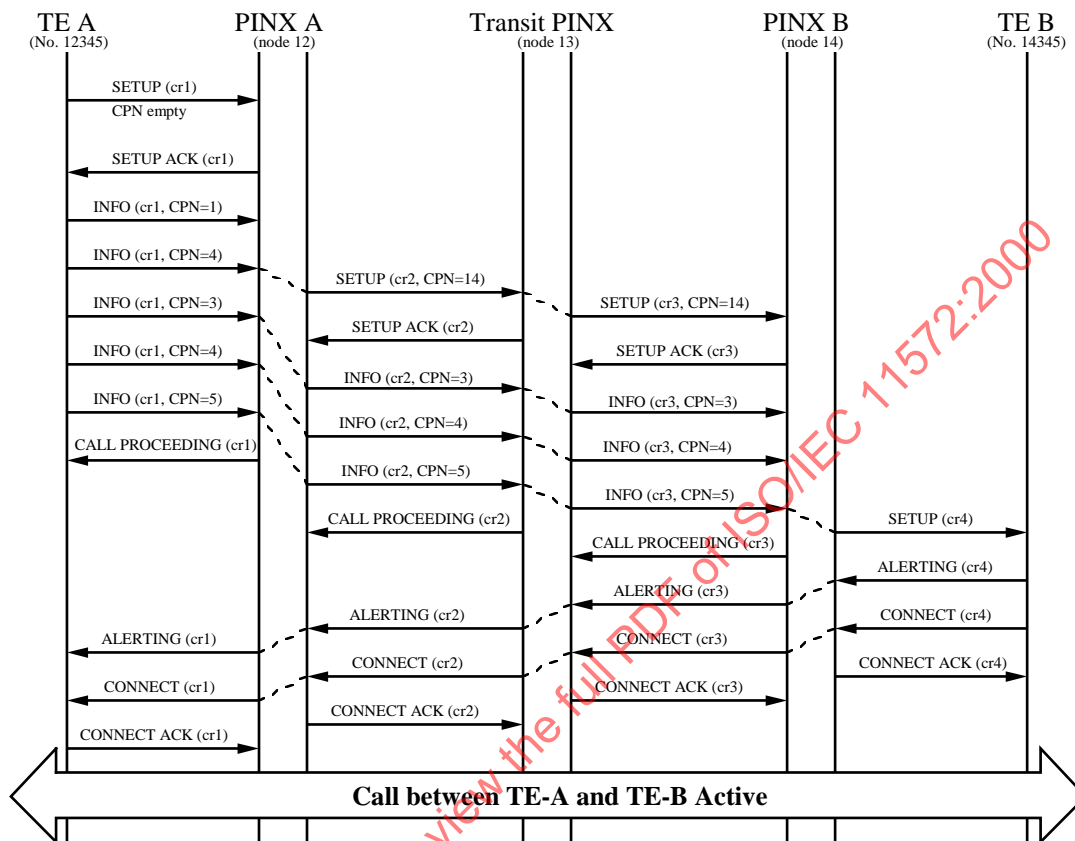 TE A PINX A Transit PINX PINX B TE B
(No. 12345) (node 12) (node 13) (node 14) (No. 14345)
SETUP (cr1)
CPN empty
SETUP ACK (cr1)
INFO (cr1, CPN=1)
INFO (cr1, CPN=4)
SETUP (cr2, CPN=14)
INFO (cr1, CPN=3)
SETUP (cr3, CPN=14)
SETUP ACK (cr2)
INFO (cr1, CPN=4)
SETUP ACK (cr3)
INFO (cr2, CPN=3)
INFO (cr1, CPN=5)
INFO (cr3, CPN=3)
INFO (cr2, CPN=4)
CALL PROCEEDING (cr1)
INFO (cr3, CPN=4)
INFO (cr2, CPN=5)
INFO (cr3, CPN=5)
CALL PROCEEDING (cr2)
SETUP (cr4)
CALL PROCEEDING (cr3)
ALERTING (cr4)
ALERTING (cr3)
ALERTING (cr2)
CONNECT (cr4)
ALERTING (cr1)
CONNECT (cr3)
CONNECT (cr2)
CONNECT ACK (cr4)
CONNECT (cr1)
CONNECT ACK (cr3)
CONNECT ACK (cr2)
CONNECT ACK (cr1)
Call between TE-A and TE-B Active
view the full PDF of ISO/IEC 11572:2000